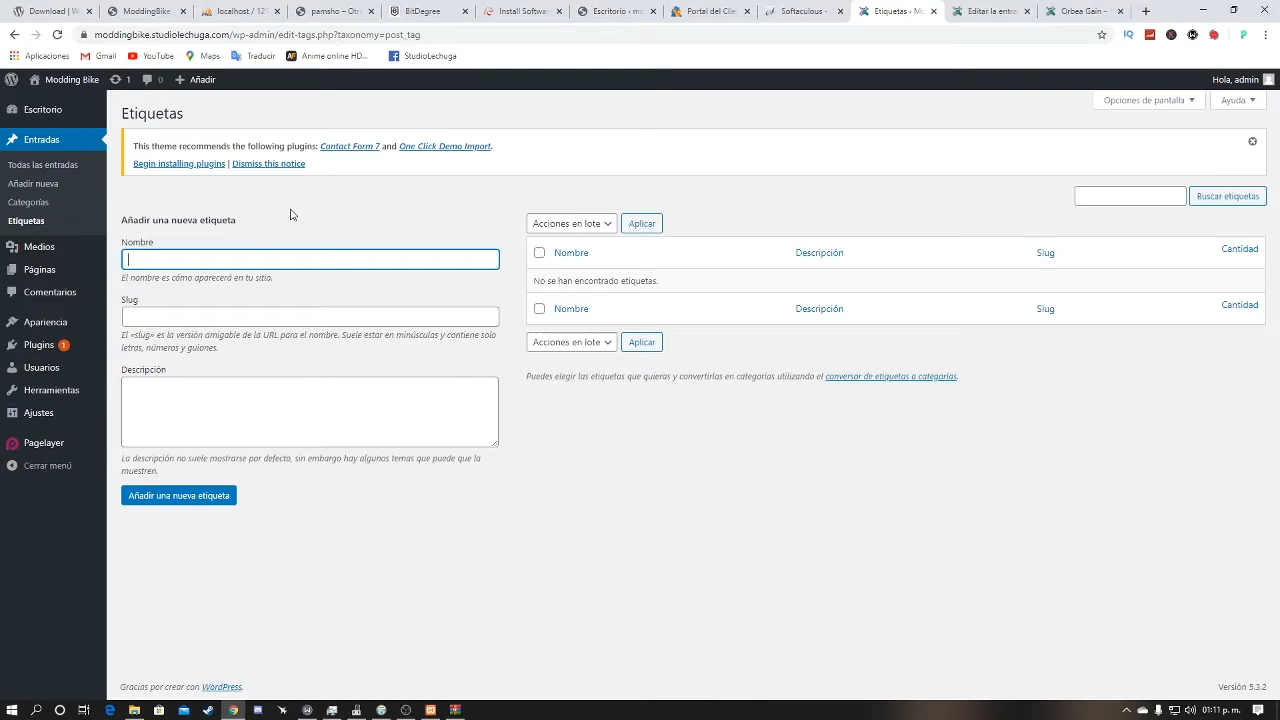 Download | W
ModdingBike
localhost / 12
pamsho – Otro
BitDegree
Install Softwa
Escritorio ‹ m
Portal del Clie
Softaculous -
Etiquetas ‹ Mo
Editar la entra
Orbea Gain –
moddingbike.studiolechuga.com/wp-admin/edit-tags.php?taxonomy=post_tag
Aplicaciones
Gmail
YouTube
Maps
Traducir
Anime online HD...
StudioLechuga
Modding Bike
1
0
Añadir
Hola, admin
Escritorio
Entradas
Todas las entradas
Añadir nueva
Categorías
Etiquetas
Medios
Páginas
Comentarios
Apariencia
Plugins 1
Usuarios
Herramientas
Ajustes
Pagelayer
Cerrar menú
Opciones de pantalla
Ayuda
Etiquetas
This theme recommends the following plugins: Contact Form 7 and One Click Demo Import.
Begin installing plugins | Dismiss this notice
Buscar etiquetas
Añadir una nueva etiqueta
Nombre
El nombre es cómo aparecerá en tu sitio.
Slug
El «slug» es la versión amigable de la URL para el nombre. Suele estar en minúsculas y contiene solo
letras, números y guiones.
Descripción
La descripción no suele mostrarse por defecto, sin embargo hay algunos temas que puede que la
muestren.
Añadir una nueva etiqueta
Acciones en lote
Aplicar
Nombre
Descripción
Slug
Cantidad
No se han encontrado etiquetas.
Nombre
Descripción
Slug
Cantidad
Acciones en lote
Aplicar
Puedes elegir las etiquetas que quieras y convertirlas en categorías utilizando el conversor de etiquetas a categorías.
Gracias por crear con WordPress.
Versión 5.3.2
01:11 p. m.